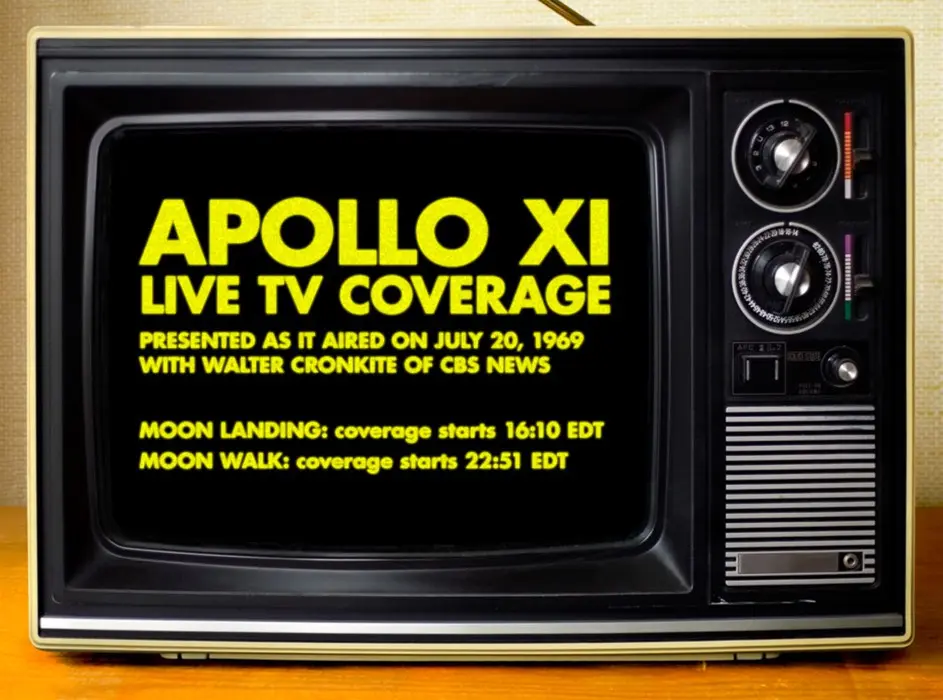 APOLLO XI
LIVE TV COVERAGE
PRESENTED AS IT AIRED ON JULY 20, 1969
WITH WALTER CRONKITE OF CBS NEWS
MOON LANDING: coverage starts 16:10 EDT
MOON WALK: coverage starts 22:51 EDT